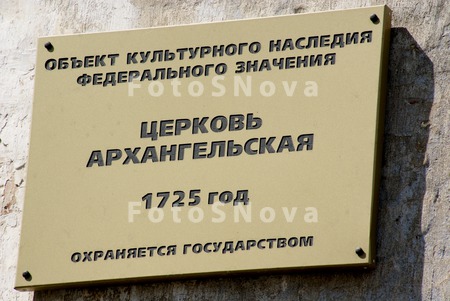 ОБЪЕКТ КУЛЬТУРНОГО НАСЛЕДИЯ
ФЕДЕРАЛЬНОГО ЗНАЧЕНИЯ
FotoSNova
ЦЕРКОВЬ
АРХАНГЕЛЬСКАЯ
1725 ГОД
FotoSNova
ОХРАНЯЕТСЯ ГОСУДАРСТВОМ